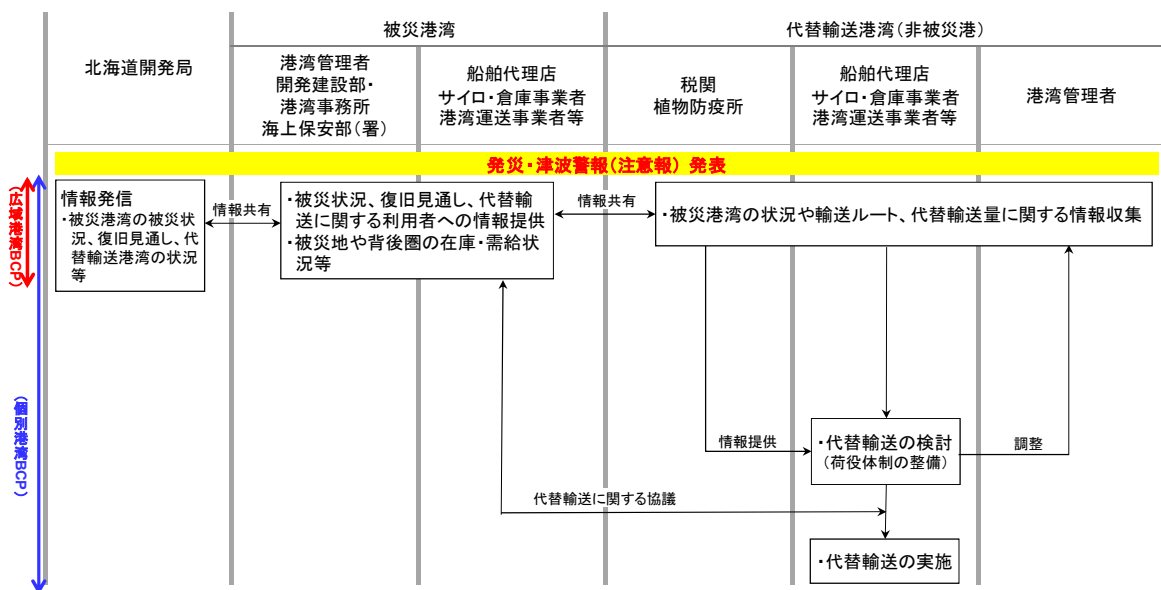 被災港湾
代替輸送港湾(非被災港)
北海道開発局
港湾管理者
開発建設部・
港湾事務所
海上保安部(署)
船舶代理店
サイロ・倉庫事業者
港湾運送事業者等
税関
植物防疫所
船舶代理店
サイロ・倉庫事業者
港湾運送事業者等
港湾管理者
発災・津波警報(注意報) 発表
(広域港湾BCP)
(個別港湾BCP)
情報発信
・被災港湾の被災状
況、復旧見通し、代
替輸送港湾の状況
等
情報共有
・被災状況、復旧見通し、代替輸
送に関する利用者への情報提供
・被災地や背後圏の在庫・需給状
況等
情報共有
・被災港湾の状況や輸送ルート、代替輸送量に関する情報収集
情報提供
・代替輸送の検討
(荷役体制の整備)
調整
代替輸送に関する協議
・代替輸送の実施